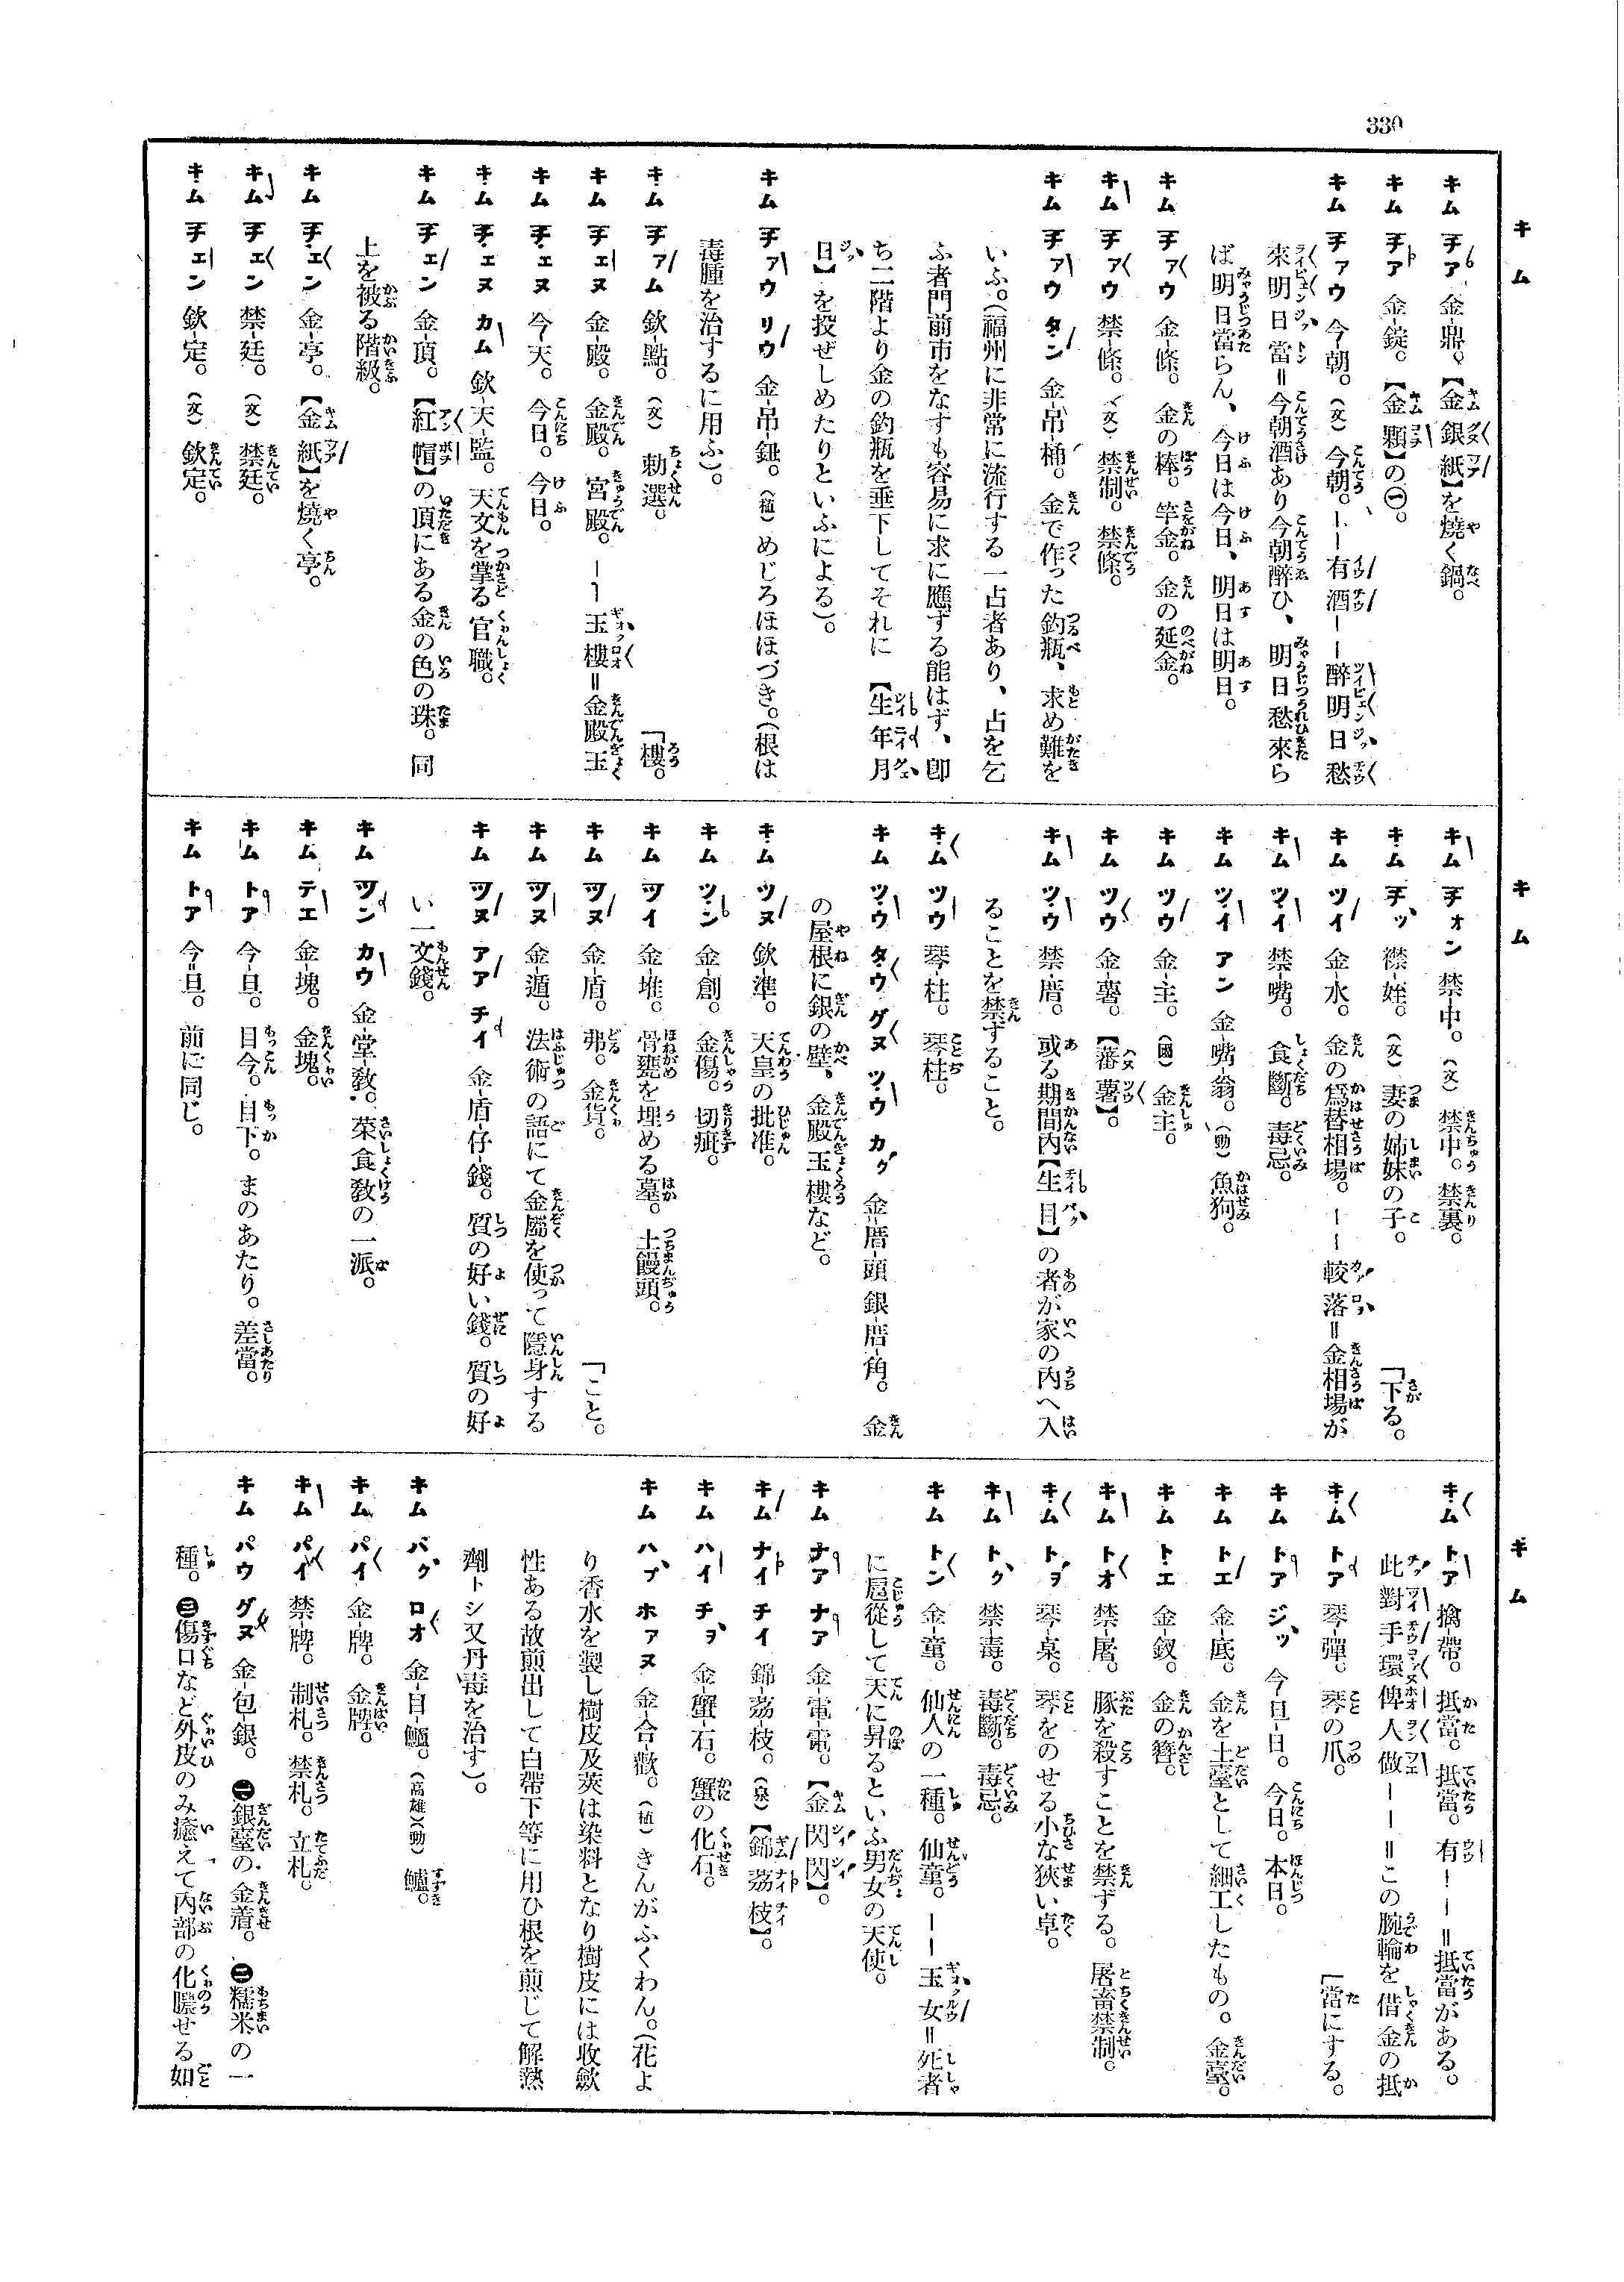 330
キム
キム チァ 金-鼎。【金銀紙】を燒く鍋。
キム チァ 金-錠。【金顆】の㊀。
キム チァウ 今-朝。(文)今朝。——有酒——醉明日愁
來明日當=今朝酒あり今朝醉ひ、明日愁來ら
ば明日當らん、今日は今日、明日は明日。
キム チァウ 金-條。金の棒。竿金。金の延金。
キム チァウ 禁-條。(文)禁制。禁條。
キム チァウ タン 金-吊-桶。金で作った釣瓶、求め難を
いふ。(福州に非常に流行する一占者あり、占を乞
ふ者門前市をなすも容易に求に應ずる能はず、卽
ち二階より金の釣瓶を垂下してそれに【生年月
日】を投ぜしめたりといふによる)。
キム チァウ リウ 金-吊-鈕。(植)めじろほほづき。(根は
毒腫を治するに用ふ)。
キム チァム 欽-點。(文)勅選。 「樓。
キム チェヌ 金-殿。金殿。宮殿。——玉樓=金殿玉
キム チェヌ 今-天。今日。今日。
キム チェヌ カム 欽-天-監。天文を掌る官職。
キム チェン 金-頂。【紅帽】の頂にある金の色の珠。同
上を被る階級。
キム チェン 金-亭。【金紙】を燒く亭。
キム チェン 禁-廷。(文)禁廷。
キム チェン 欽-定。(文)欽定。
キム
キム チォン 禁-中。(文)禁中。禁裏。
キム チッ 襟-姪。(文)妻の姉妹の子。 「下る。
キム ツイ 金-水。金の爲替相場。——較落=金相場が
キム ツイ 禁-嘴。食斷。毒忌。
キム ツイ アン 金-嘴-翁。(動)魚狗。
キム ツウ 金-主。(國)金主。
キム ツウ 金-薯。【蕃薯】。
キム ツウ 禁-厝。或る期間內【生目】の者が家の內へ入
ることを禁ずること。
キム ツウ 琴-柱。琴柱。
キム ツウ タウ グヌ ツウ カク 金-厝-頭 銀-厝-角。金
の屋根に銀の壁、金殿玉樓など。
キム ツヌ 欽-準。天皇の批准。
キム ツン 金-創。金傷。切疵。
キム ツイ 金-堆。骨甕を埋める墓。土饅頭。
キム ツヌ 金-盾。弗。金貨。 「こと。
キム ツヌ 金-遁。法術の語にて金屬を使って隱身する
キム ツヌ アア チイ 金-盾-仔-錢。質の好い錢。質の好
い一文錢。
キム ツン カウ 金-堂-敎。菜食敎の一派。
キム テエ 金-塊。金塊。
キム トア 今-旦。目今。目下。まのあたり。差當。
キム トア 今=旦。前に同じ。
キム
キム トア 擒-帶。抵當。抵當。有——=抵當がある。
此對手環俾人做——=この腕輪を借金の抵
キム トア 琴-彈。琴の爪。 「當にする。
キム トア ジッ 今-旦-日。今日。本日。
キム トエ 金-底。金を土臺として細工したもの。金臺。
キム トエ 金-釵。金の簪。
キム トオ 禁-屠。豚を殺すことを禁ずる。屠畜禁制。
キム トヲ 琴-桌。琴をのせる小な狹い卓。
キム トク 禁-毒。毒斷。毒忌。
キム トン 金-童。仙人の一種。仙童。——玉女=死者
に扈從して天に昇るといふ男女の天使。
キム ナア ナア 金-電-電。【金閃閃】。
キム ナイ チイ 錦-荔-枝。(泉)【錦荔枝】。
キム ハイ チヲ 金-蟹-石。蟹の化石。
キム ハプ ホァヌ 金-合-歡。(植)きんがふくわん。(花よ
り香水を製し樹皮及莢は染料となり樹皮には收斂
性ある故煎出して白帶下等に用ひ根を煎じて解熱
劑トシ又丹毒を治す)。
キム バク ロオ 金-目-鱸。(高雄)(動)鱸。
キム パイ 金-牌。金牌。
キム パイ 禁-牌。制札。禁札。立札。
キム パウ グヌ 金-包-銀。㊀銀臺の金着。㊁糯米の一
種。㊂傷口など外皮のみ癒えて內部の化膿せる如